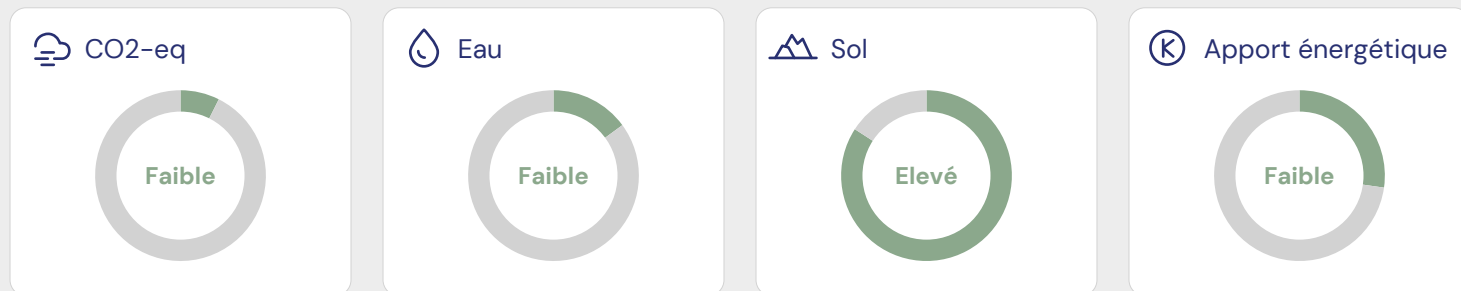 CO2-eq
Faible
Eau
Faible
Sol
Elevé
Apport énergétique
Faible